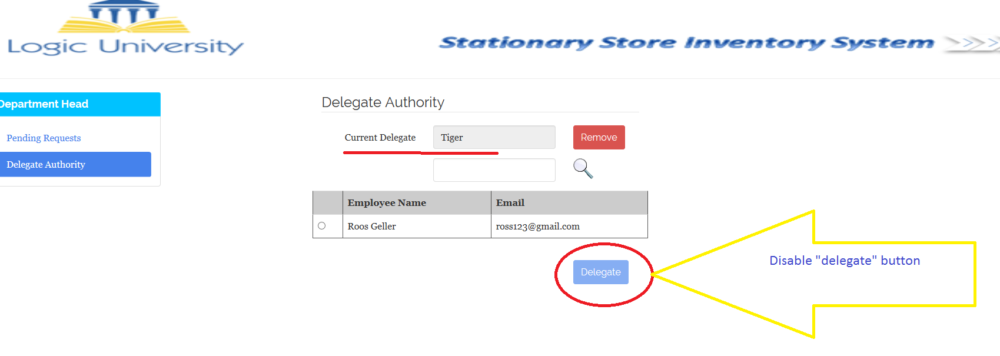 Logic University
Stationary Store Inventory System
Department Head
Pending Requests
Delegate Authority
Delegate Authority
Current Delegate Tiger Remove
Employee Name Email
Roos Geller ross123@gmail.com
Delegate
Disable "delegate" button